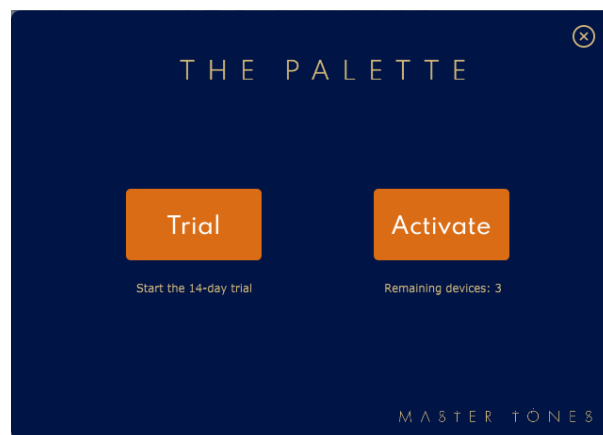 THE PALETTE
Trial
Activate
Start the 14-day trial
Remaining devices: 3
MASTER TONES